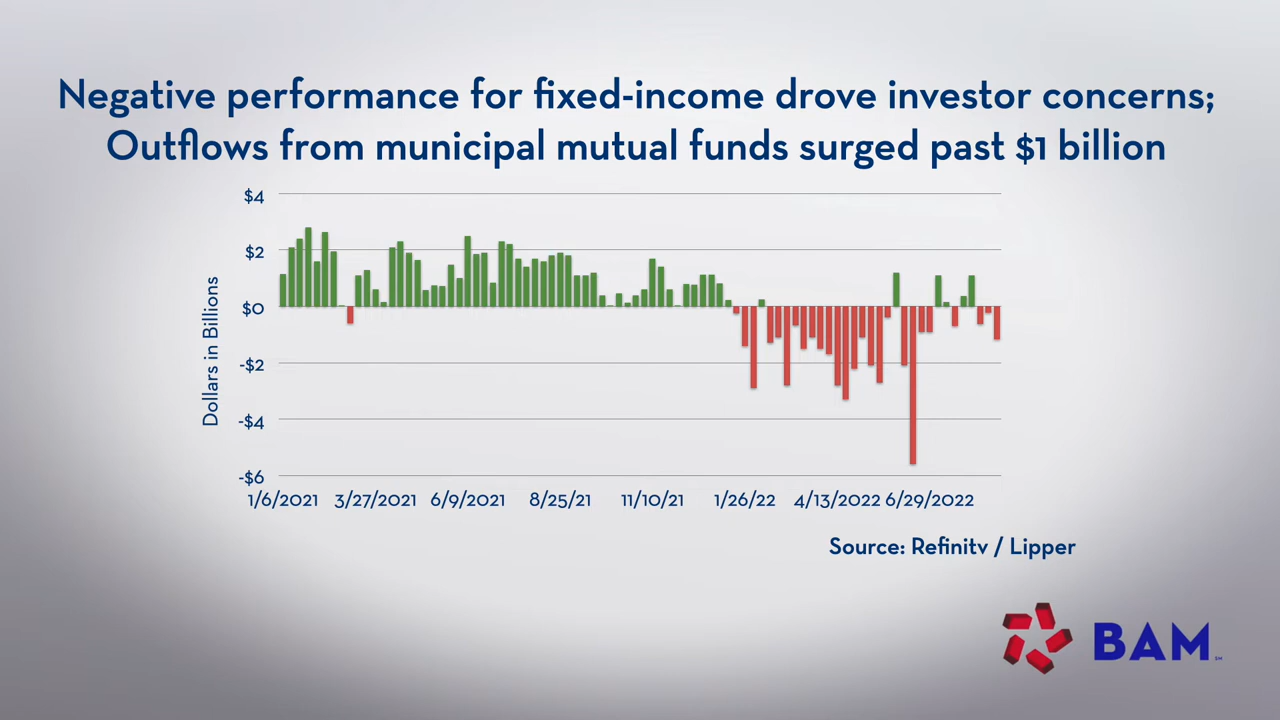 Negative performance for fixed-income drove investor concerns;
Outflows from municipal mutual funds surged past $1 billion
$4
$2
$0
-$2
-$4
-$6
Dollars in Billions
1/6/2021 3/27/2021 6/9/2021 8/25/21 11/10/21 1/26/22 4/13/2022 6/29/2022
Source: Refinitv / Lipper
BAM SM